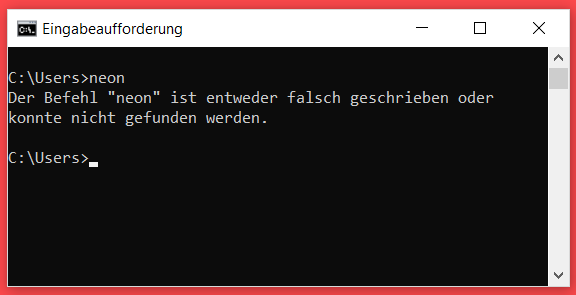 Eingabeaufforderung
C:\Users>neon
Der Befehl "neon" ist entweder falsch geschrieben oder
konnte nicht gefunden werden.
C:\Users>